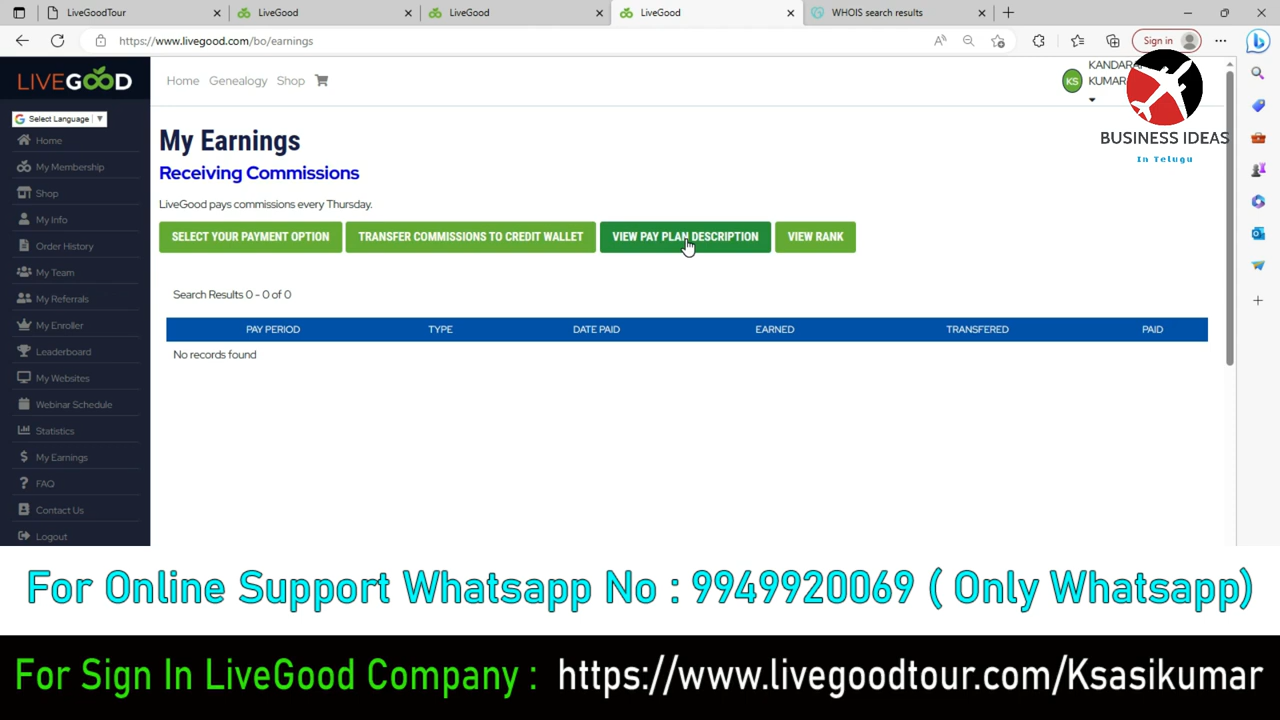 LiveGoodTour
LiveGood
LiveGood
LiveGood
WHOIS search results
https://www.livegood.com/bo/earnings
Sign in
LIVEGOOD
Home Genealogy Shop
KS
KUMAR
BUSINESS IDEAS
In Telugu
Select Language ▼
Home
My Membership
Shop
My Info
Order History
My Team
My Referrals
My Enroller
Leaderboard
My Websites
Webinar Schedule
Statistics
My Earnings
FAQ
Contact Us
Logout
My Earnings
Receiving Commissions
LiveGood pays commissions every Thursday.
SELECT YOUR PAYMENT OPTION TRANSFER COMMISSIONS TO CREDIT WALLET VIEW PAY PLAN DESCRIPTION VIEW RANK
Search Results 0 - 0 of 0
PAY PERIOD TYPE DATE PAID EARNED TRANSFERED PAID
No records found
For Online Support Whatsapp No : 9949920069 ( Only Whatsapp)
For Sign In LiveGood Company : https://www.livegoodtour.com/Ksasikumar